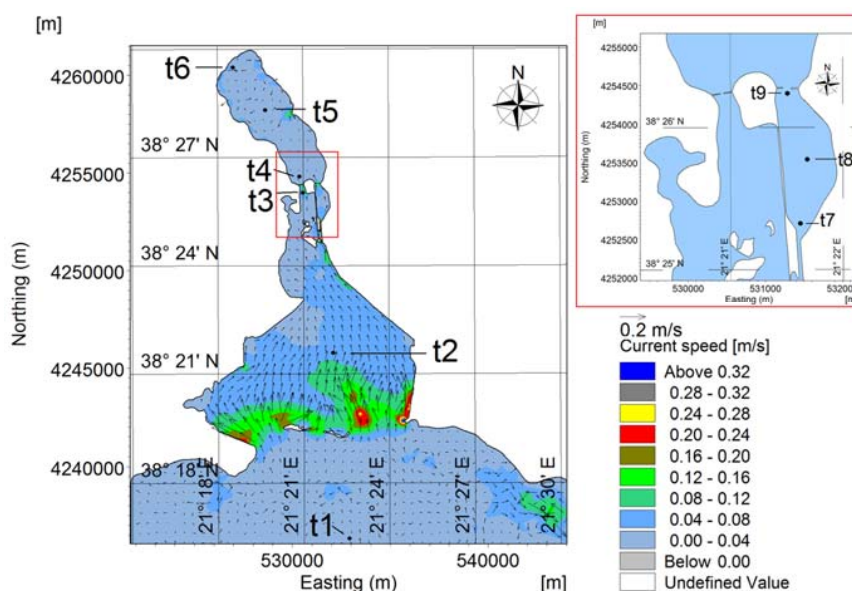 [m]
4260000
4255000
4250000
4245000
4240000
Northing (m)
t6
t5
38° 27' N
t4
t3
38° 24' N
38° 21' N
t2
38° 18' N
21° 18' E
21° 21' E
21° 24' E
21° 27' E
21° 30' E
t1
N
530000
540000
Easting (m)
[m]
[m]
4255000
4254500
4254000
4253500
4253000
4252500
4252000
Northing (m)
N
t9
38° 26' N
t8
t7
38° 25' N
21° 21' E
21° 22' E
530000
531000
532000
Easting (m)
[m]
0.2 m/s
Current speed [m/s]
Above 0.32
0.28 - 0.32
0.24 - 0.28
0.20 - 0.24
0.16 - 0.20
0.12 - 0.16
0.08 - 0.12
0.04 - 0.08
0.00 - 0.04
Below 0.00
Undefined Value